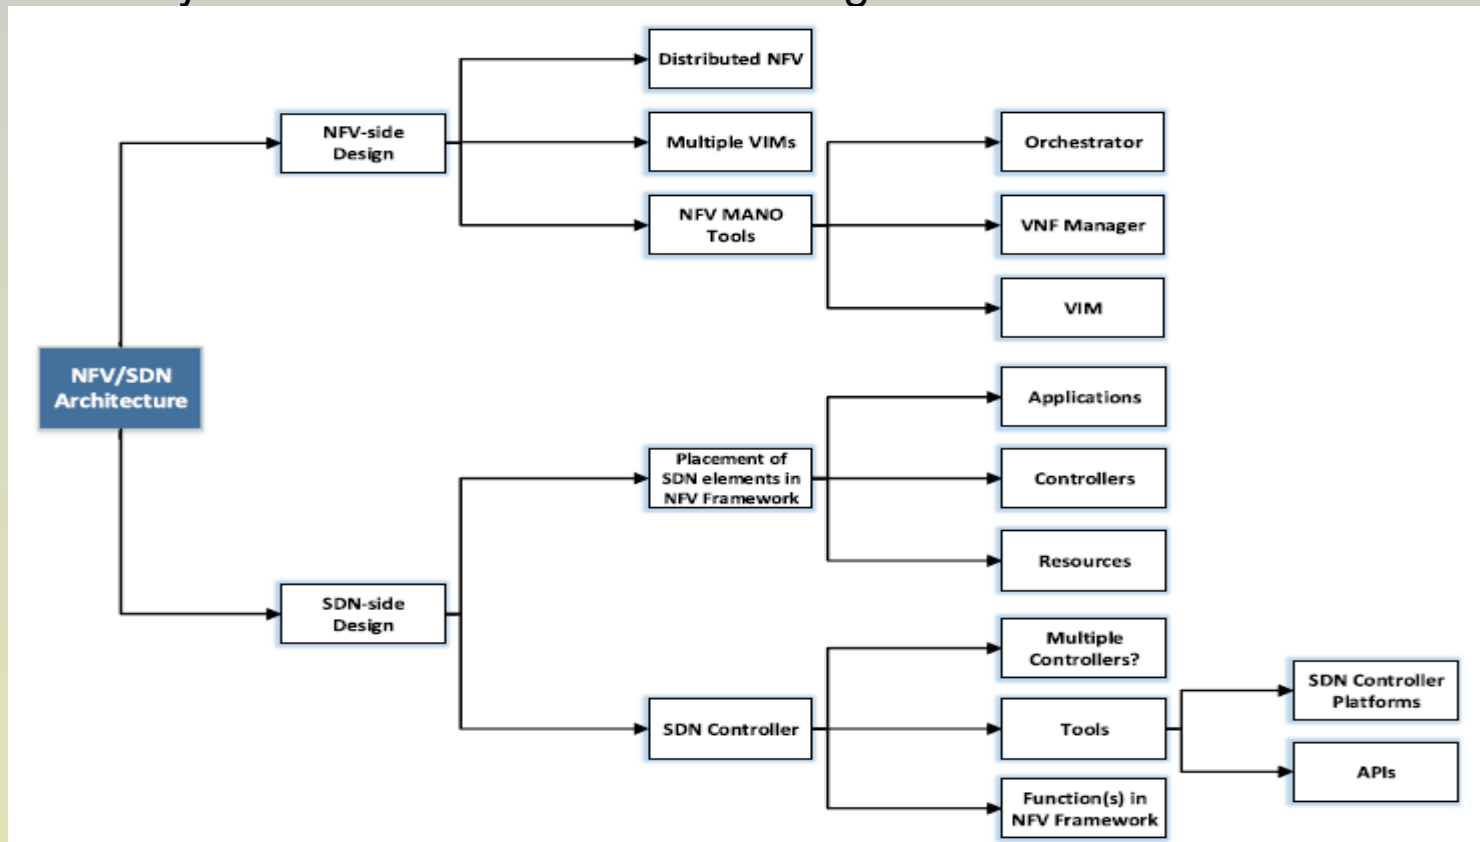 Distributed NFV
NFV-side
Design
Multiple VIMs
Orchestrator
NFV MANO
Tools
VNF Manager
VIM
NFV/SDN
Architecture
Applications
Placement of
SDN elements in
NFV Framework
Controllers
Resources
SDN-side
Design
Multiple
Controllers?
SDN Controller
Platforms
SDN Controller
Tools
APIs
Function(s) in
NFV Framework